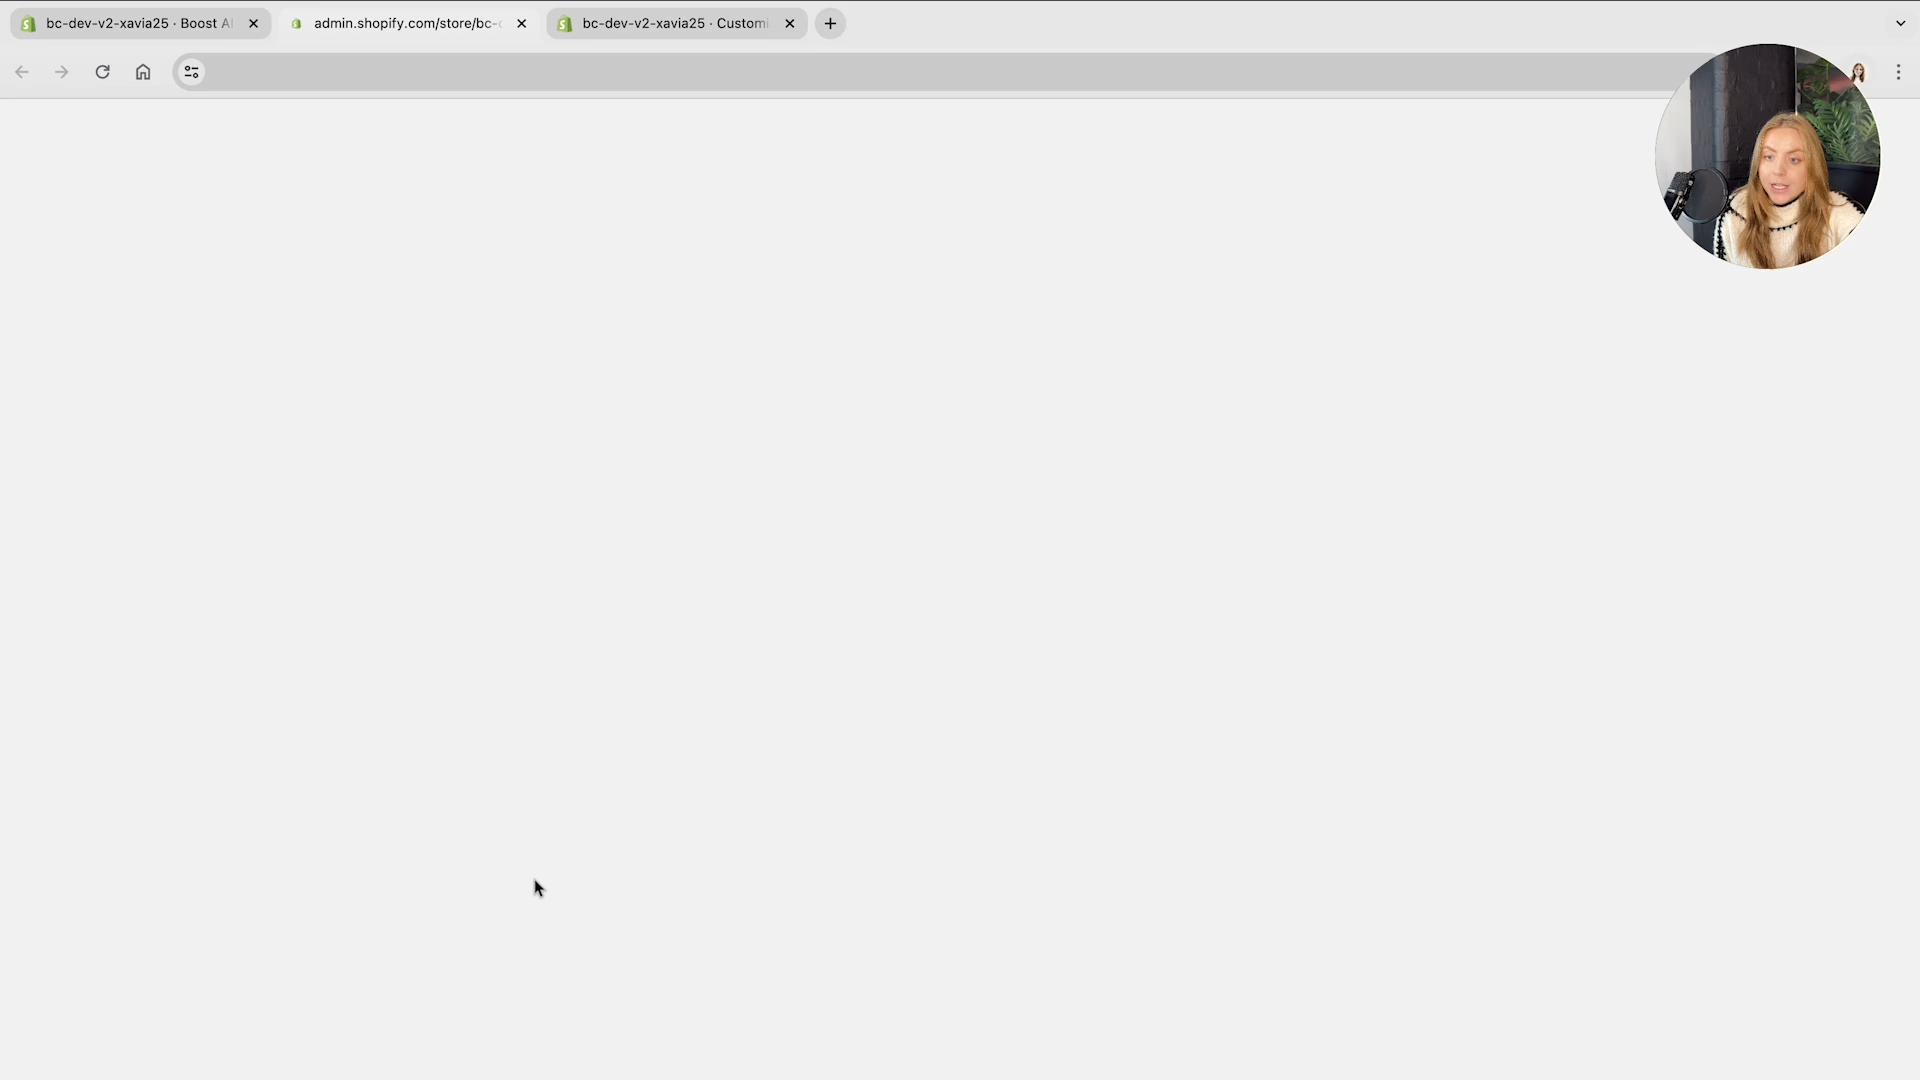 bc-dev-v2-xavia25 · Boost A
admin.shopify.com/store/bc-
bc-dev-v2-xavia25 · Customi